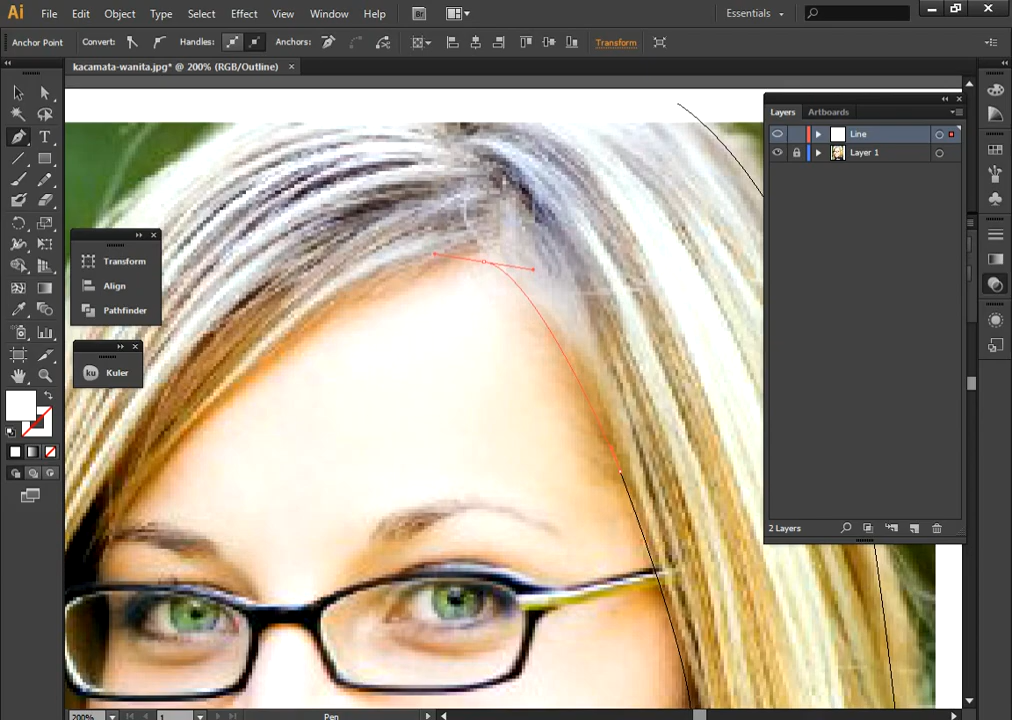 Ai File Edit Object Type Select Effect View Window Help Br Essentials
Anchor Point Convert: Handles: Anchors: Transform
kacamata-wanita.jpg* @ 200% (RGB/Outline) ×
Layers Artboards
Line
Layer 1
Transform
Align
Pathfinder
ku Kuler
2 Layers
200% 1 Pen